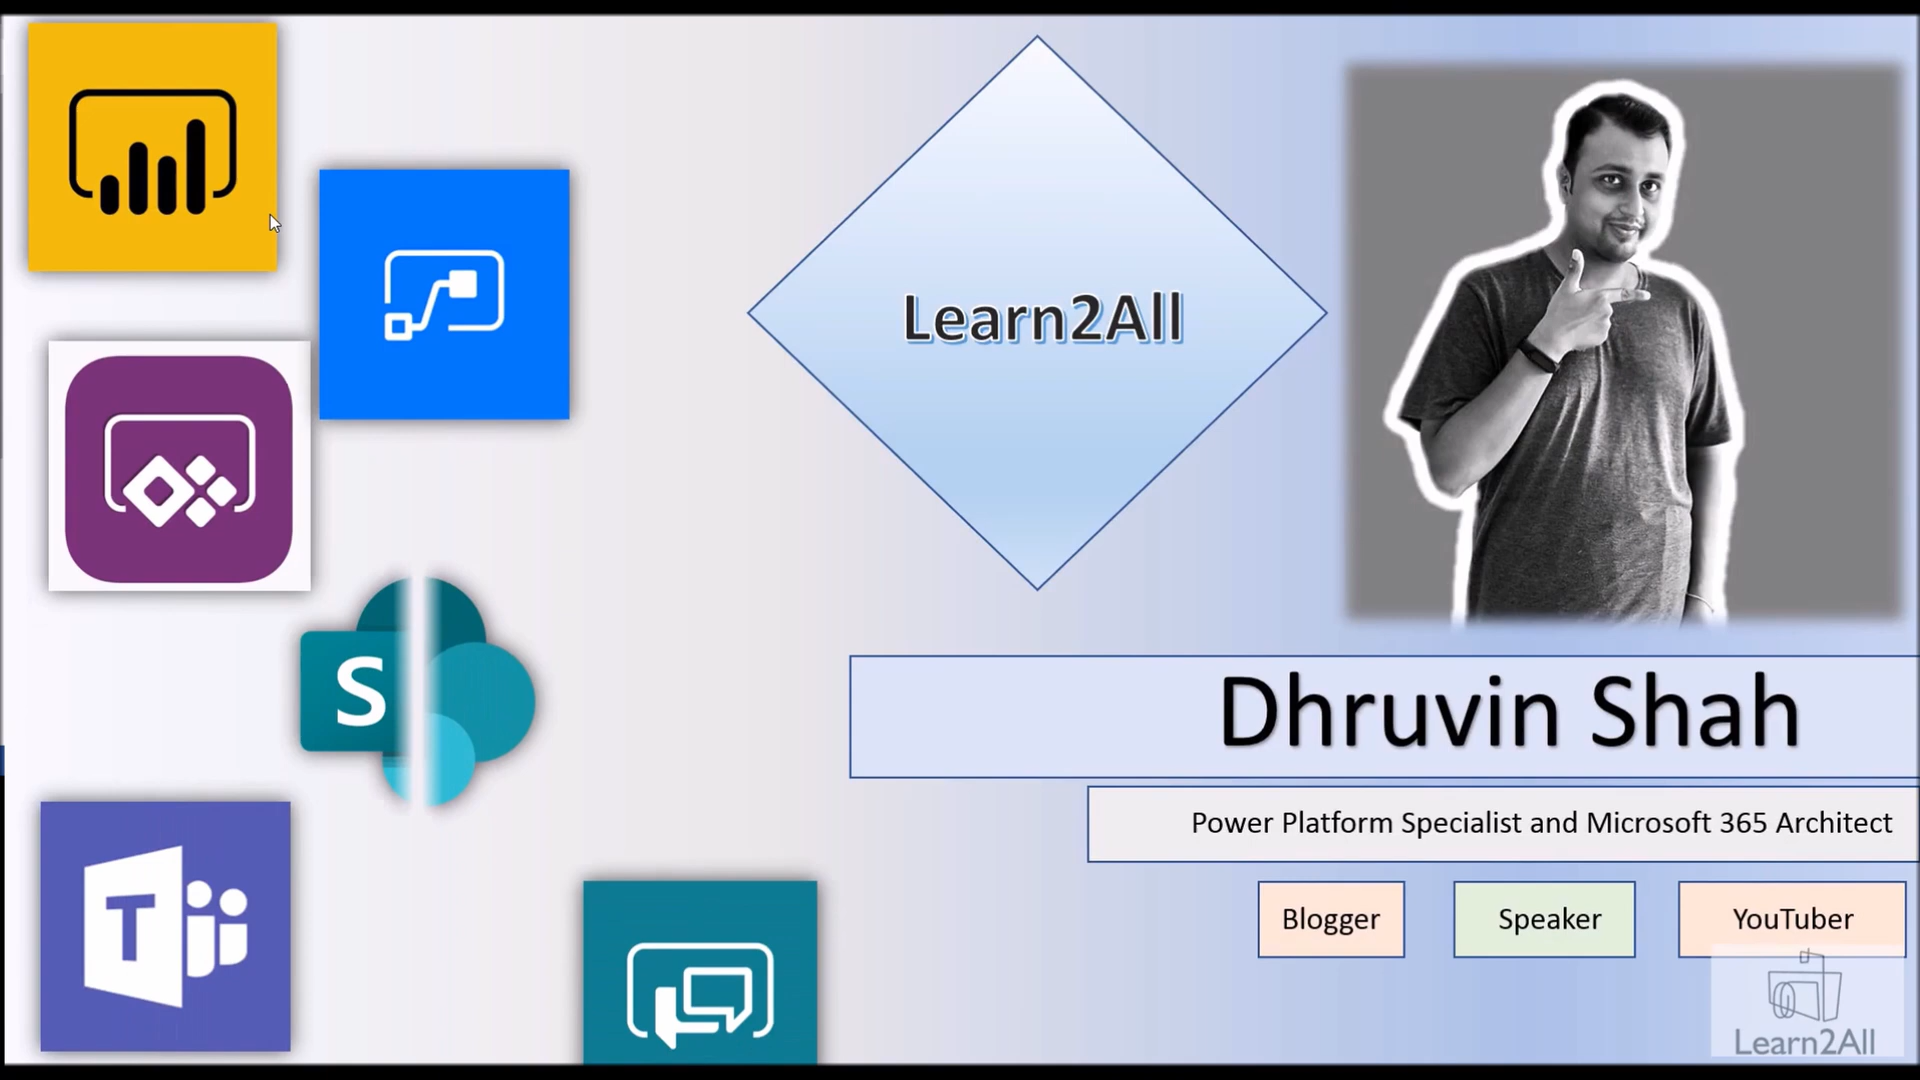 Learn2All
S
Dhruvin Shah
Power Platform Specialist and Microsoft 365 Architect
T
Blogger
Speaker
YouTuber
Learn2All